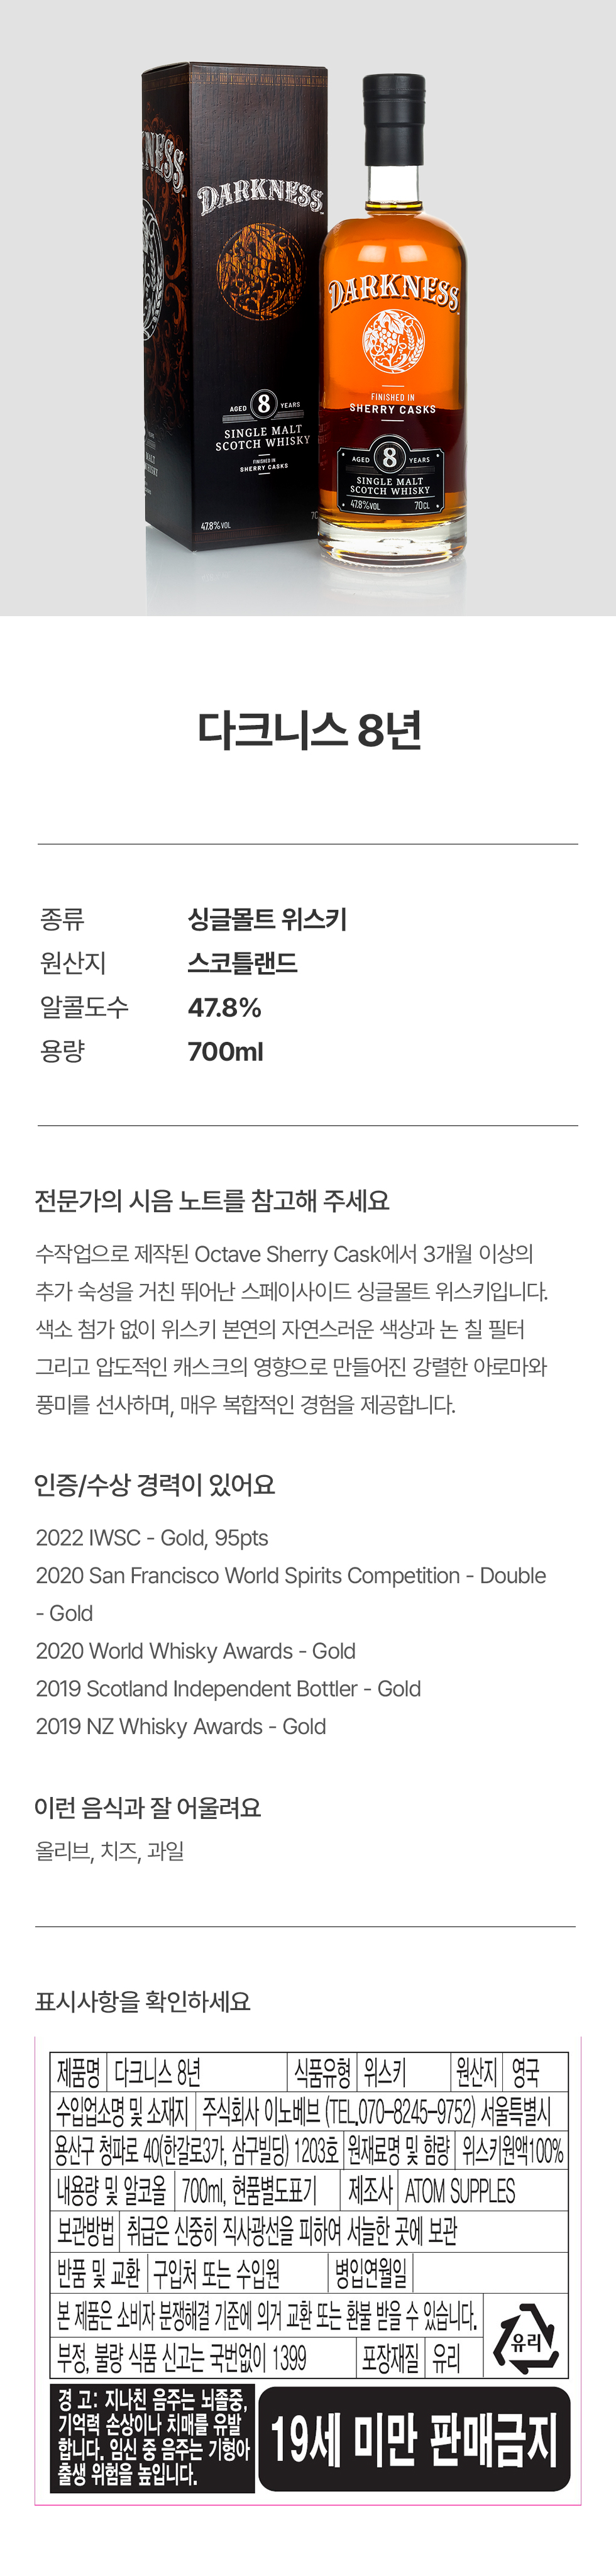 DARKNESS
AGED 8 YEARS
SINGLE MALT
SCOTCH WHISKY
FINISHED IN
SHERRY CASKS
47.8%VOL
DARKNESS
FINISHED IN
SHERRY CASKS
AGED 8 YEARS
SINGLE MALT
SCOTCH WHISKY
47.8%VOL 70CL
다크니스 8년
종류 싱글몰트 위스키
원산지 스코틀랜드
알콜도수 47.8%
용량 700ml
전문가의 시음 노트를 참고해 주세요
수작업으로 제작된 Octave Sherry Cask에서 3개월 이상의
추가 숙성을 거친 뛰어난 스페이사이드 싱글몰트 위스키입니다.
색소 첨가 없이 위스키 본연의 자연스러운 색상과 논 칠 필터
그리고 압도적인 캐스크의 영향으로 만들어진 강렬한 아로마와
풍미를 선사하며, 매우 복합적인 경험을 제공합니다.
인증/수상 경력이 있어요
2022 IWSC - Gold, 95pts
2020 San Francisco World Spirits Competition - Double
- Gold
2020 World Whisky Awards - Gold
2019 Scotland Independent Bottler - Gold
2019 NZ Whisky Awards - Gold
이런 음식과 잘 어울려요
올리브, 치즈, 과일
표시사항을 확인하세요
제품명 다크니스 8년 식품유형 위스키 원산지 영국
수입업소명 및 소재지 주식회사 이노베브 (TEL.070-8245-9752) 서울특별시
용산구 청파로 40(한강로3가, 삼구빌딩) 1203호 원재료명 및 함량 위스키원액100%
내용량 및 알코올 700ml, 현품별도표기 제조사 ATOM SUPPLES
보관방법 취급은 신중히 직사광선을 피하여 서늘한 곳에 보관
반품 및 교환 구입처 또는 수입원 병입연월일
본 제품은 소비자 분쟁해결 기준에 의거 교환 또는 환불 받을 수 있습니다.
부정, 불량 식품 신고는 국번없이 1399 포장재질 유리
유리
경 고: 지나친 음주는 뇌졸중,
기억력 손상이나 치매를 유발
합니다. 임신 중 음주는 기형아
출생 위험을 높입니다.
19세 미만 판매금지